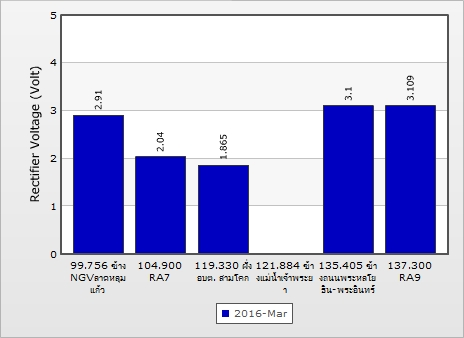 Rectifier Voltage (Volt)
5
4
3
2
1
0
2.91
2.04
1.865
3.1
3.109
99.756 ข้าง
NGVลาดหลุม
แก้ว
104.900
RA7
119.330 ฝั่ง
อบต. สามโคก
121.884 ข้า
งแม่น้ำเจ้าพระย
า
135.405 ข้า
งถนนพระหลโย
ธิน-พระอินทร์
137.300
RA9
2016-Mar